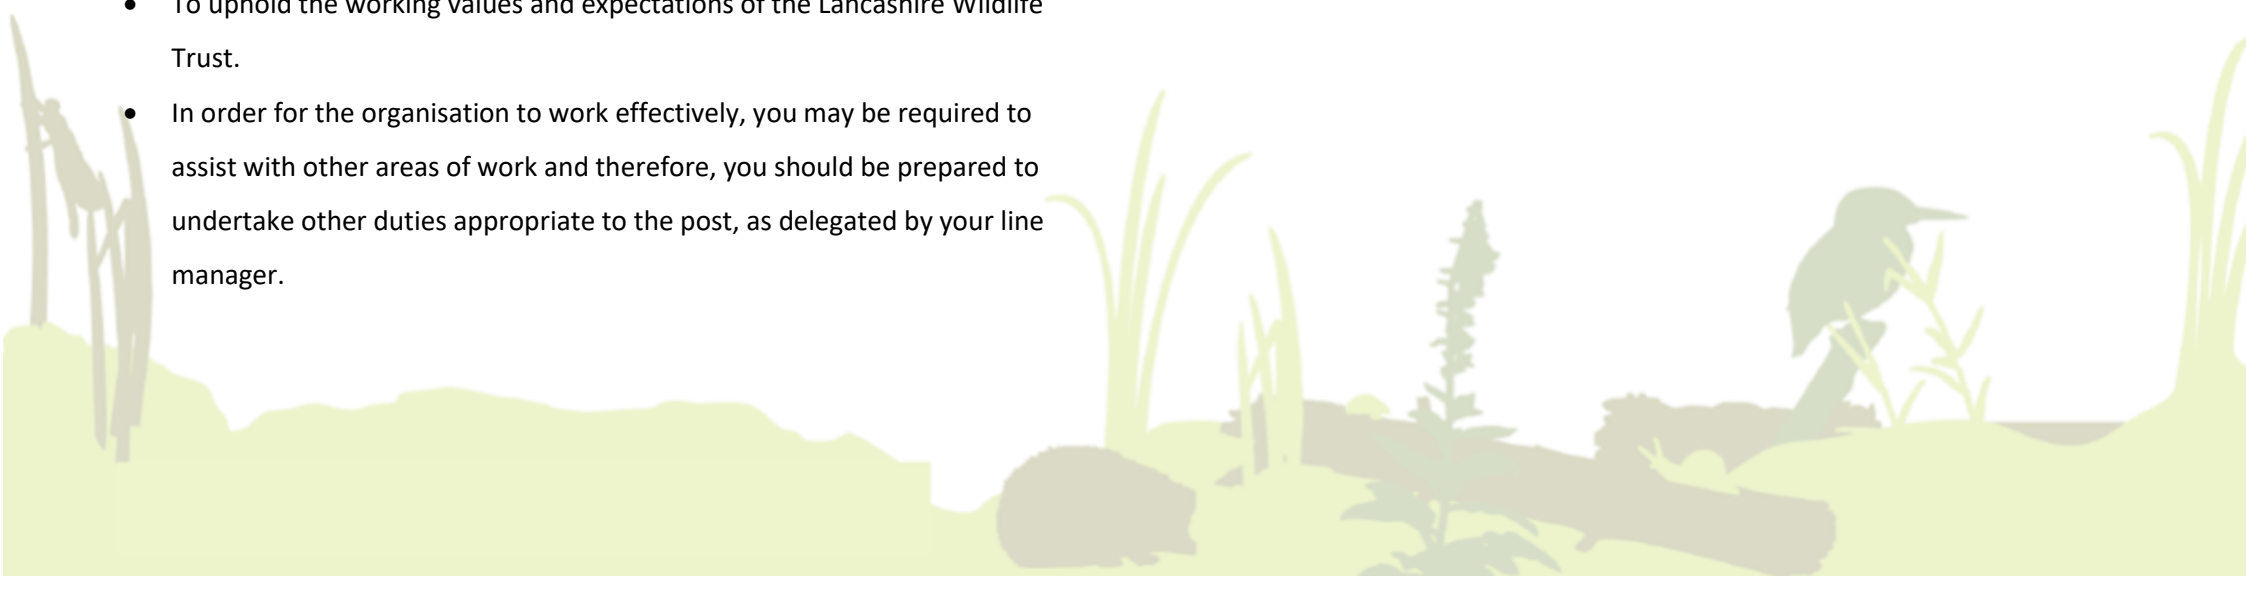 • To uphold the working values and expectations of the Lancashire Wildlife
Trust.
• In order for the organisation to work effectively, you may be required to
assist with other areas of work and therefore, you should be prepared to
undertake other duties appropriate to the post, as delegated by your line
manager.